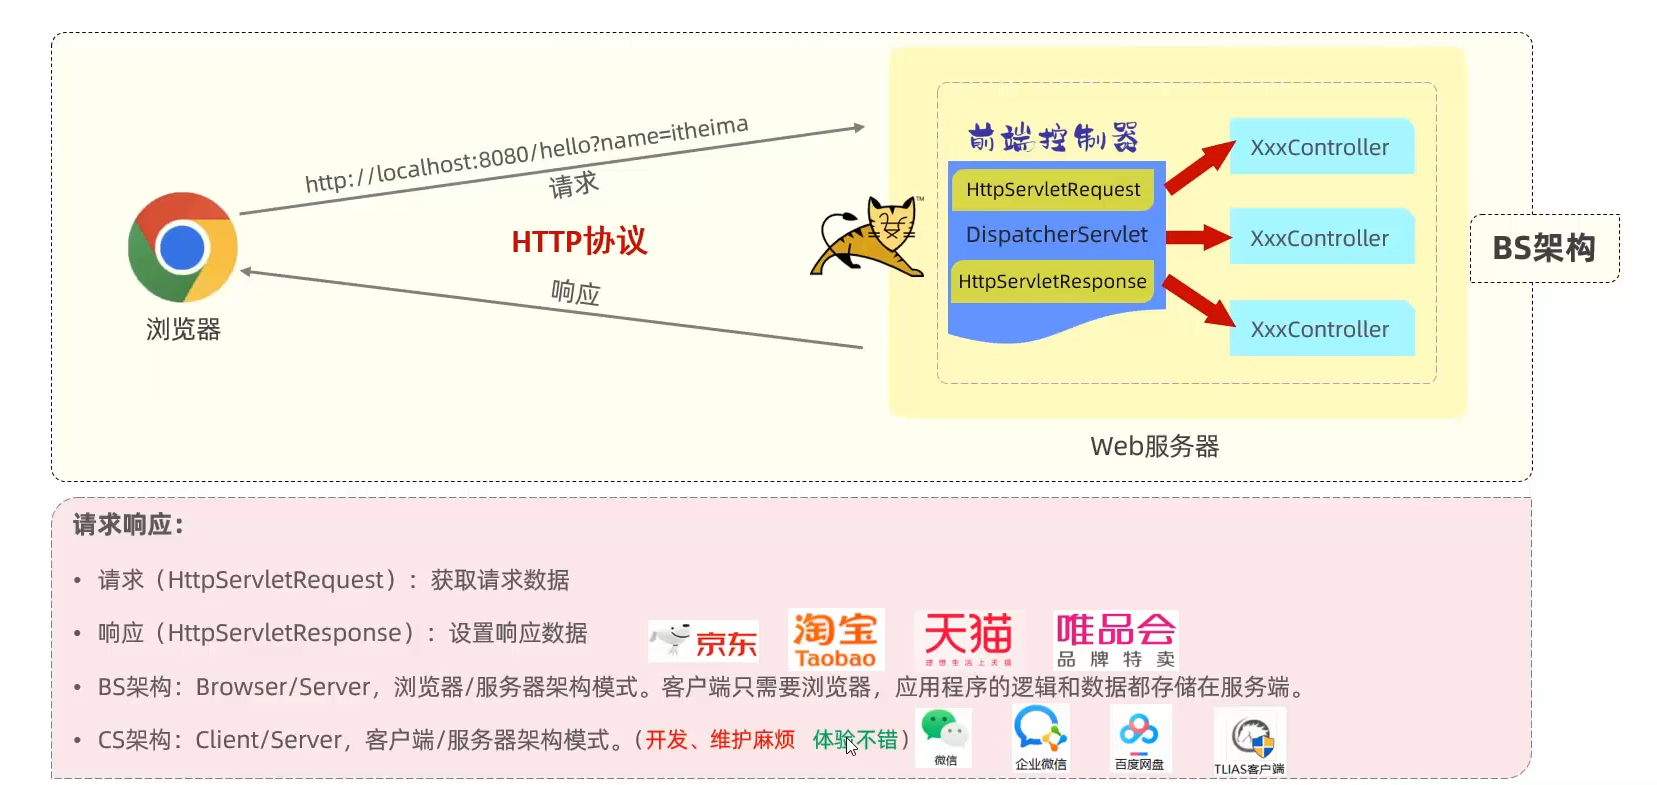 http://localhost:8080/hello?name=itheima
请求
HTTP协议
响应
浏览器
前端控制器
HttpServletRequest
DispatcherServlet
HttpServletResponse
XxxController
XxxController
XxxController
TM
Web服务器
BS架构
请求响应：
• 请求（HttpServletRequest）：获取请求数据
• 响应（HttpServletResponse）：设置响应数据
京东
淘宝
Taobao
天猫
理想生活上天猫
唯品会
品牌特卖
• BS架构：Browser/Server，浏览器/服务器架构模式。客户端只需要浏览器，应用程序的逻辑和数据都存储在服务端。
• CS架构：Client/Server，客户端/服务器架构模式。（开发、维护麻烦 体验不错）
微信
企业微信
百度网盘
TLIAS客户端